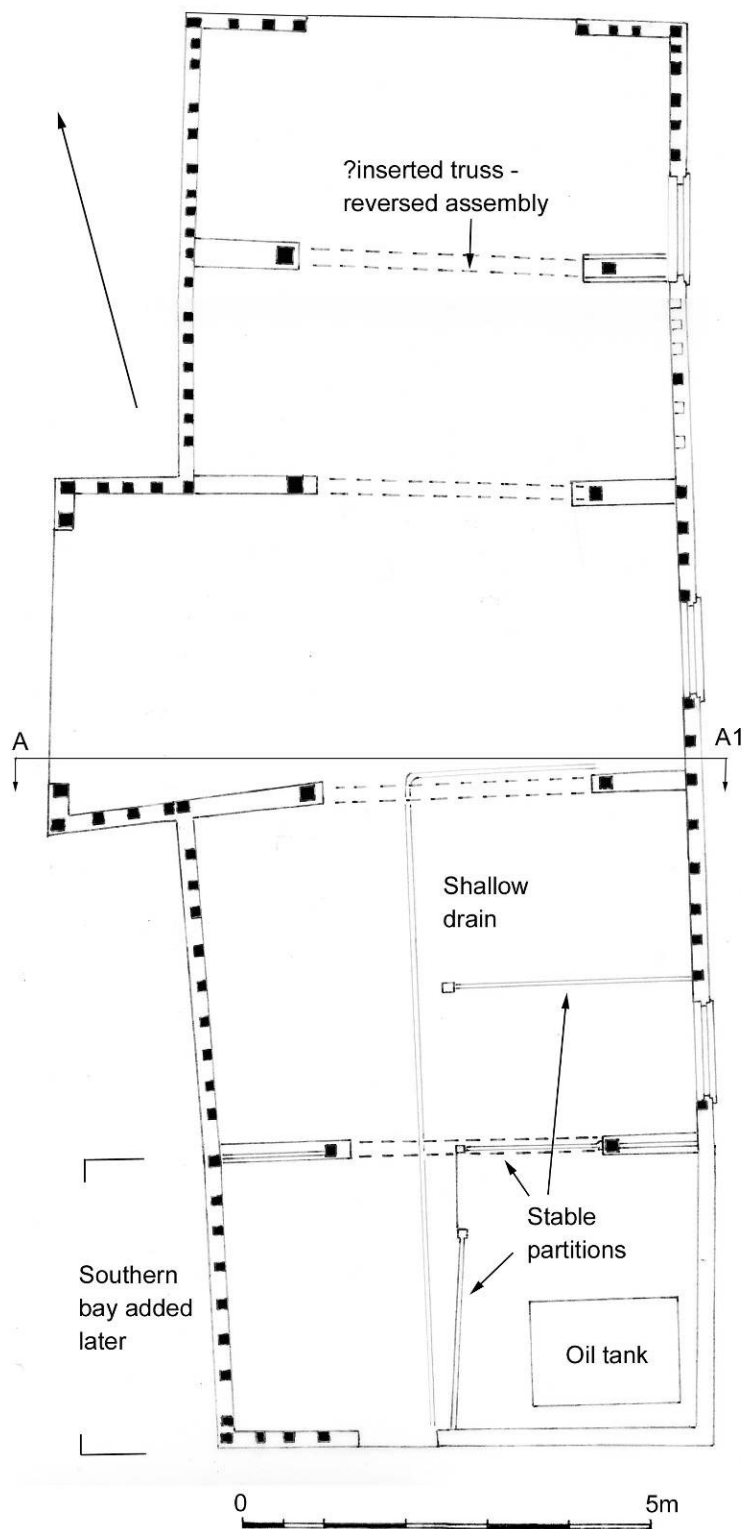 ?inserted truss -
reversed assembly
A
A1
Shallow
drain
Stable
partitions
Southern
bay added
later
Oil tank
0
5m